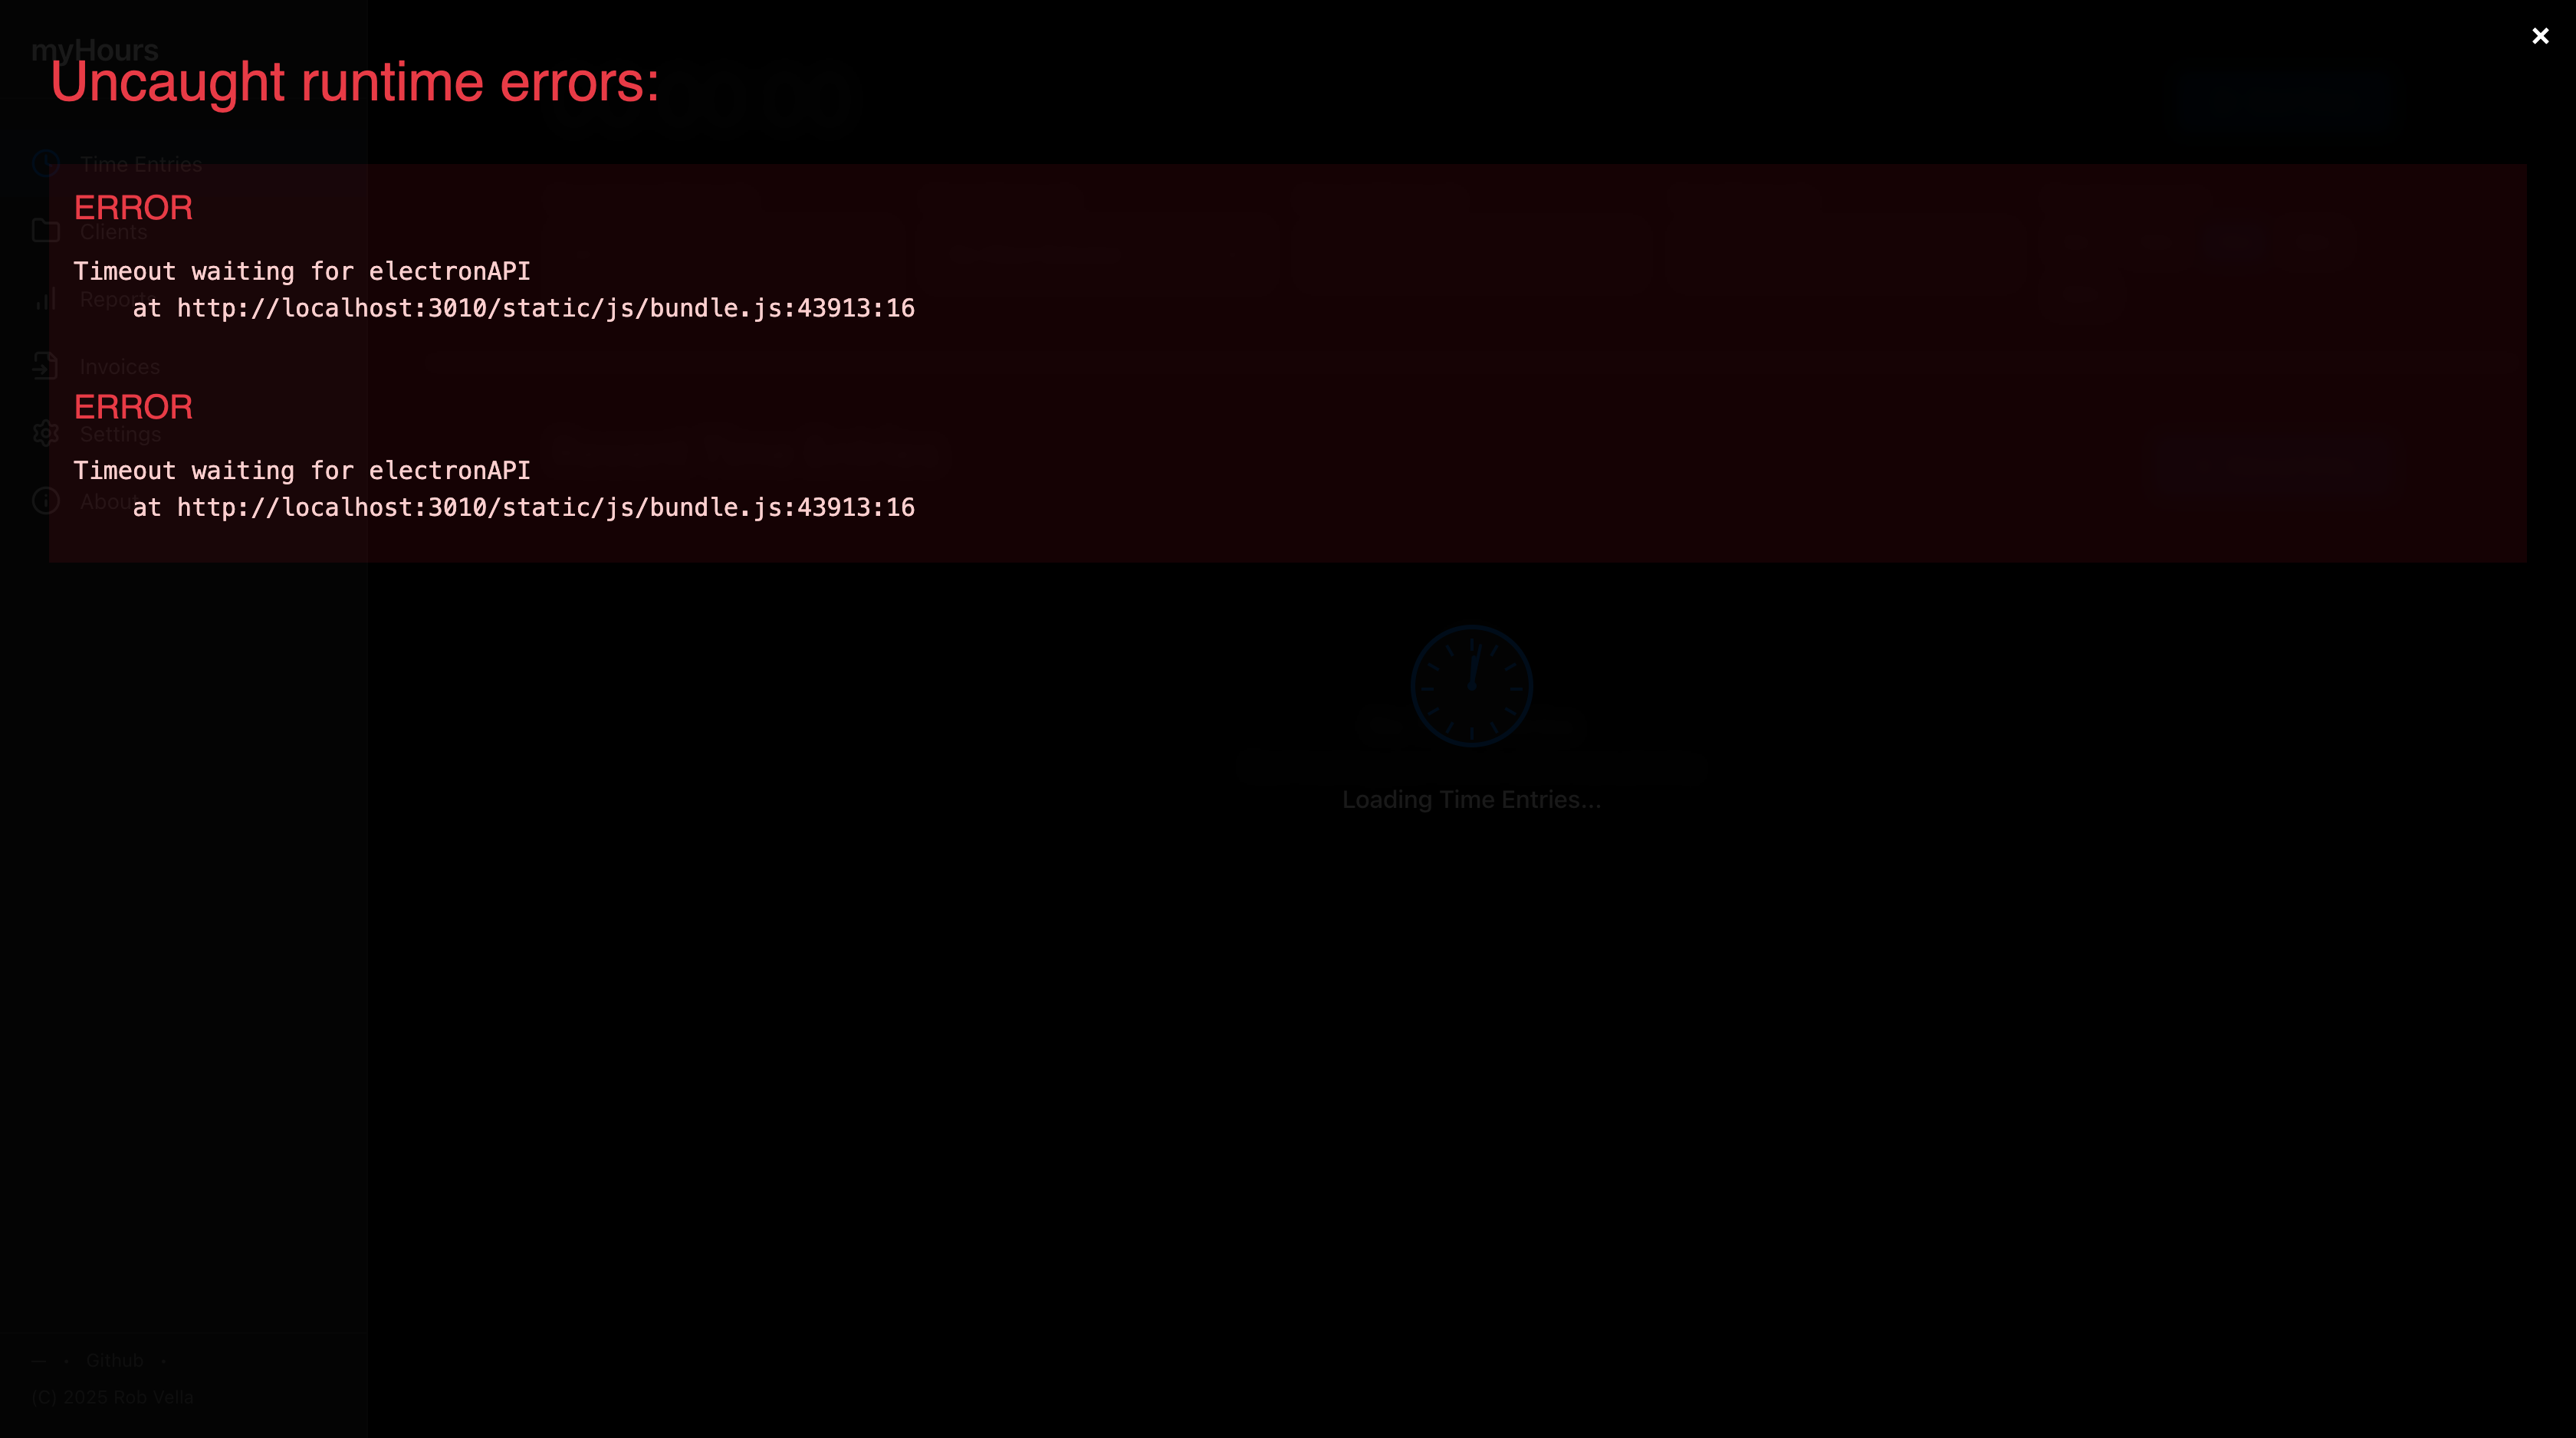 myHours
Uncaught runtime errors:
Time Entries
ERROR
Clients
Timeout waiting for electronAPI
at http://localhost:3010/static/js/bundle.js:43913:16
Invoices
ERROR
Settings
Timeout waiting for electronAPI
at http://localhost:3010/static/js/bundle.js:43913:16
Loading Time Entries...
Github
(C) 2025 Rob Vella